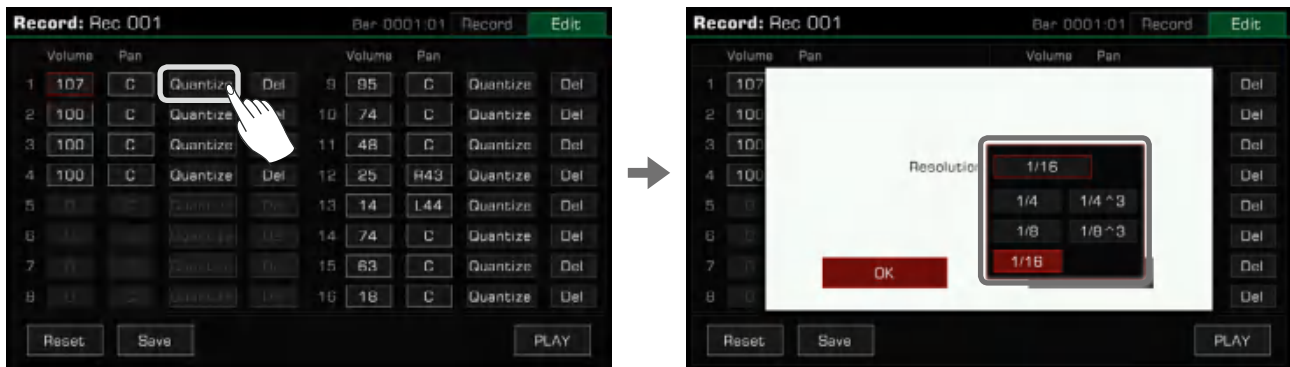 Record: Rec 001 Bar 0001:01 Record Edit
Volume Pan Volume Pan
1 107 C Quantize Del 9 95 C Quantize Del
2 100 C Quantize 10 74 C Quantize Del
3 100 C Quantize 11 48 C Quantize Del
4 100 C Quantize Del 12 25 R43 Quantize Del
5 13 14 L44 Quantize Del
6 14 74 C Quantize Del
7 15 63 C Quantize Del
8 16 18 C Quantize Del
Reset Save PLAY
Record: Rec 001 Bar 0001:01 Record Edit
Volume Pan Volume Pan
1 107 Del
2 100 Del
3 100 Del
4 100 Del
5 Del
6 Del
7 Del
8 Del
Resolution 1/16
1/4 1/4^3
1/8 1/8^3
1/16
OK
Reset Save PLAY